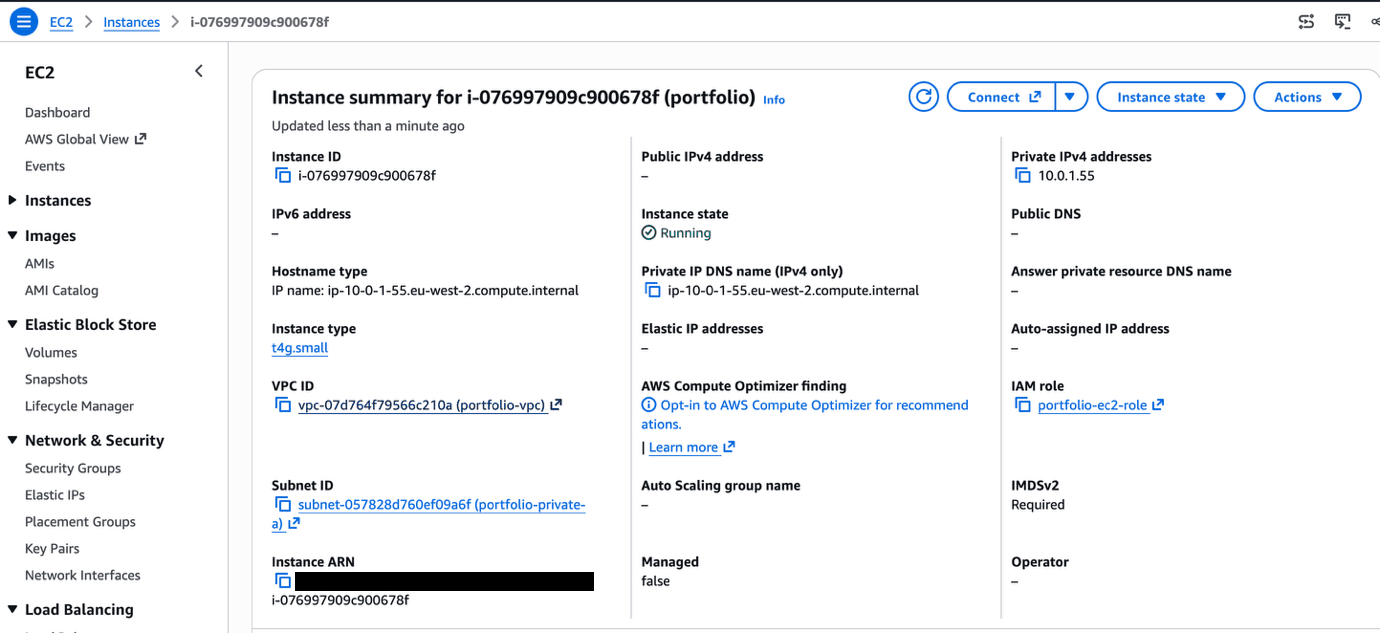 EC2 > Instances > i-076997909c900678f
EC2
Dashboard
AWS Global View
Events
Instances
Images
AMIs
AMI Catalog
Elastic Block Store
Volumes
Snapshots
Lifecycle Manager
Network & Security
Security Groups
Elastic IPs
Placement Groups
Key Pairs
Network Interfaces
Load Balancing
Instance summary for i-076997909c900678f (portfolio) Info
Connect
Instance state
Actions
Updated less than a minute ago
Instance ID
i-076997909c900678f
IPv6 address
–
Hostname type
IP name: ip-10-0-1-55.eu-west-2.compute.internal
Instance type
t4g.small
VPC ID
vpc-07d764f79566c210a (portfolio-vpc)
Subnet ID
subnet-057828d760ef09a6f (portfolio-private-
a)
Instance ARN
i-076997909c900678f
Public IPv4 address
–
Instance state
Running
Private IP DNS name (IPv4 only)
ip-10-0-1-55.eu-west-2.compute.internal
Elastic IP addresses
–
AWS Compute Optimizer finding
Opt-in to AWS Compute Optimizer for recommend
ations.
| Learn more
Auto Scaling group name
–
Managed
false
Private IPv4 addresses
10.0.1.55
Public DNS
–
Answer private resource DNS name
–
Auto-assigned IP address
–
IAM role
portfolio-ec2-role
IMDSv2
Required
Operator
–